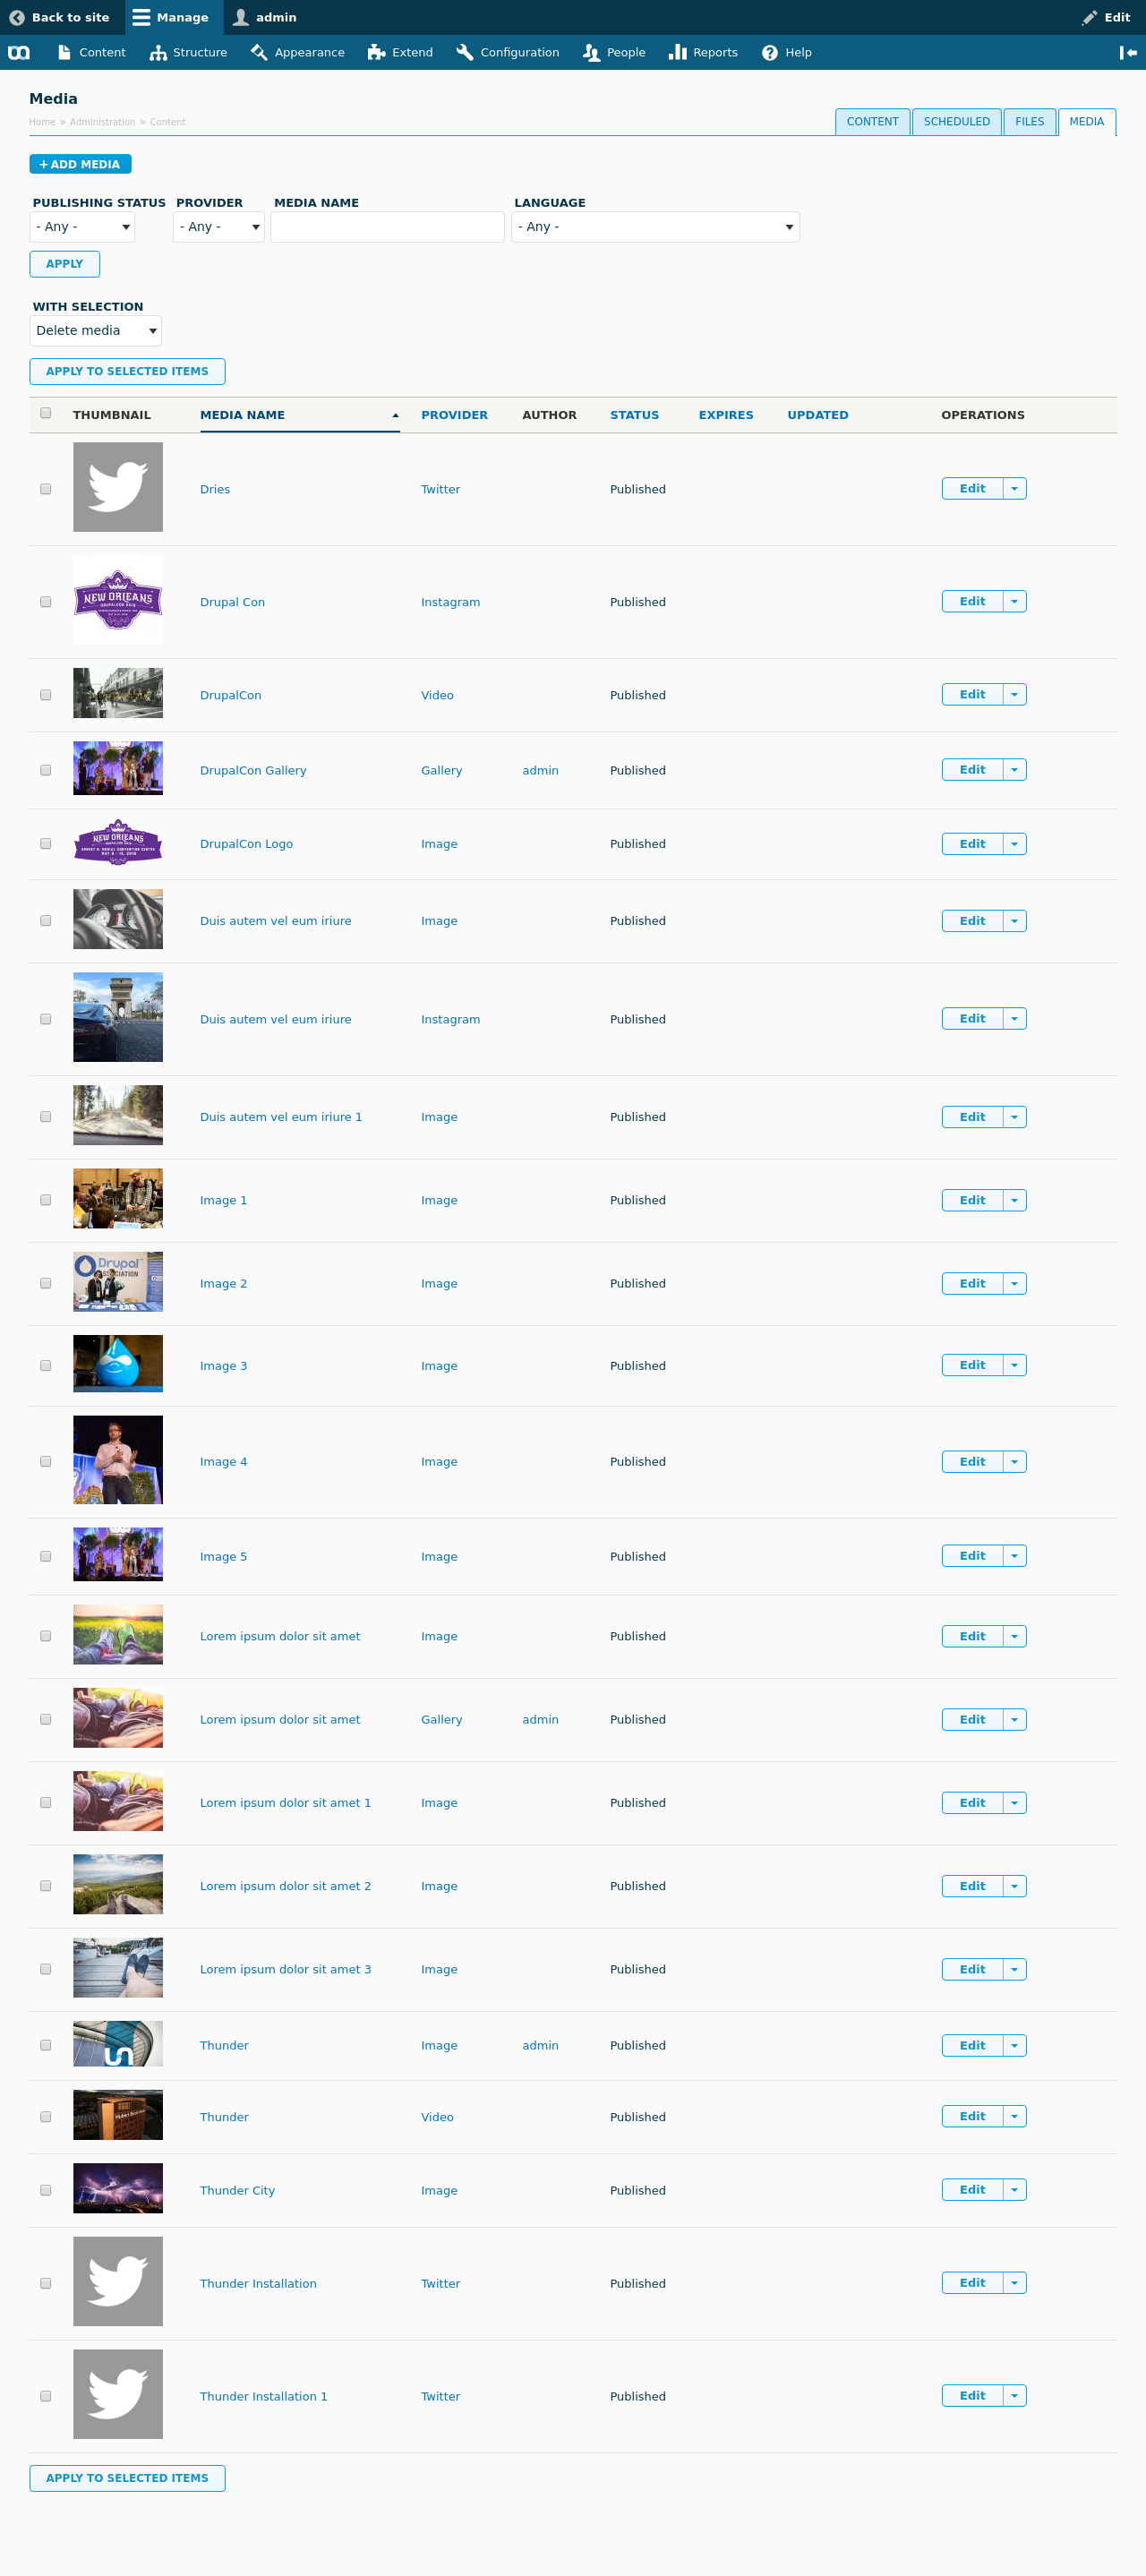 Back to site Manage admin Edit
Content Structure Appearance Extend Configuration People Reports Help
Media
Home » Administration » Content
CONTENT SCHEDULED FILES MEDIA
+ ADD MEDIA
PUBLISHING STATUS PROVIDER MEDIA NAME LANGUAGE
- Any - - Any - - Any -
APPLY
WITH SELECTION
Delete media
APPLY TO SELECTED ITEMS
THUMBNAIL MEDIA NAME PROVIDER AUTHOR STATUS EXPIRES UPDATED OPERATIONS
Dries Twitter Published Edit
NEW ORLEANS
Drupal Con Instagram Published Edit
DrupalCon Video Published Edit
DrupalCon Gallery Gallery admin Published Edit
NEW ORLEANS
DrupalCon Logo Image Published Edit
Duis autem vel eum iriure Image Published Edit
Duis autem vel eum iriure Instagram Published Edit
Duis autem vel eum iriure 1 Image Published Edit
Image 1 Image Published Edit
Drupal
Image 2 Image Published Edit
Image 3 Image Published Edit
Image 4 Image Published Edit
Image 5 Image Published Edit
Lorem ipsum dolor sit amet Image Published Edit
Lorem ipsum dolor sit amet Gallery admin Published Edit
Lorem ipsum dolor sit amet 1 Image Published Edit
Lorem ipsum dolor sit amet 2 Image Published Edit
Lorem ipsum dolor sit amet 3 Image Published Edit
Thunder Image admin Published Edit
Thunder Video Published Edit
Thunder City Image Published Edit
Thunder Installation Twitter Published Edit
Thunder Installation 1 Twitter Published Edit
APPLY TO SELECTED ITEMS